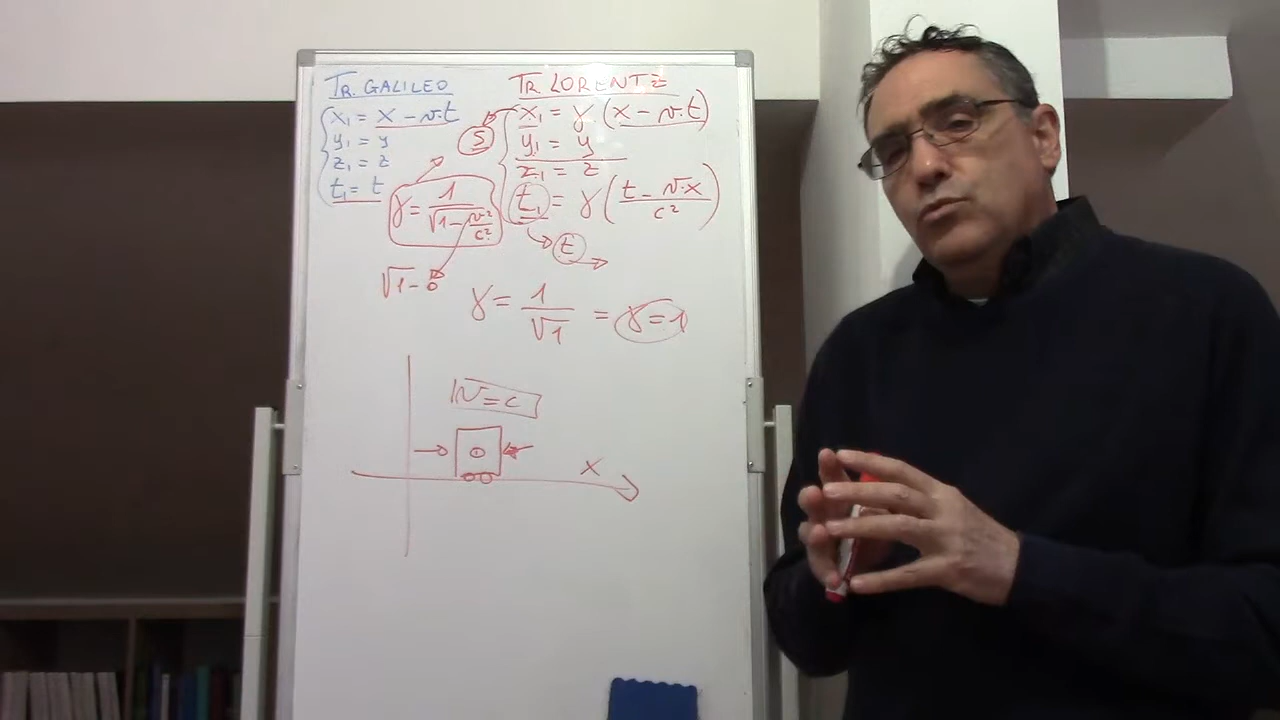 TR. GALILEO
x₁ = x - v·t
y₁ = y
z₁ = z
t₁ = t
TR LORENTZ
x₁ = γ (x - v·t)
y₁ = y
z₁ = z
t₁ = γ (t - v·x / c²)
S
γ = 1 / √1 - v²/c²
t
√1 - 0
γ = 1 / √1 = γ = 1
v = c
X